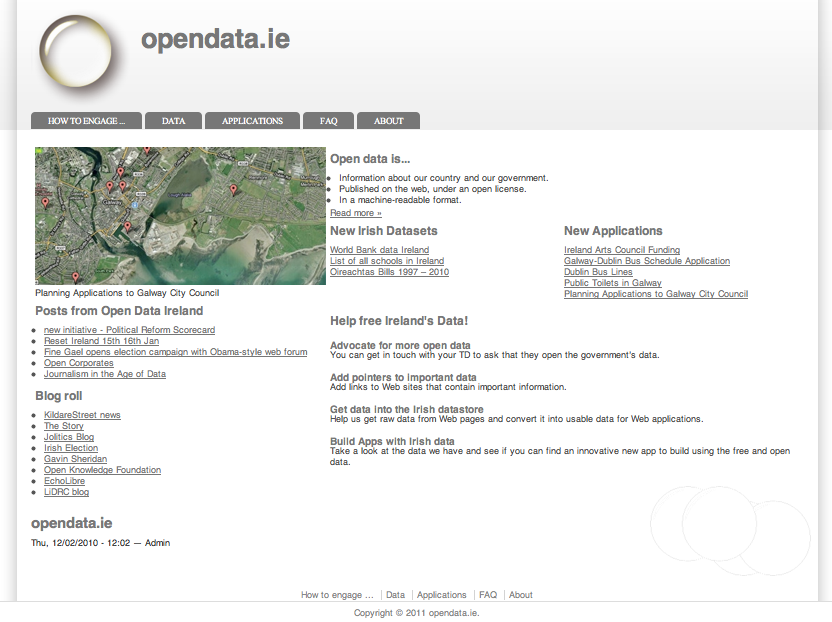 opendata.ie
HOW TO ENGAGE ... DATA APPLICATIONS FAQ ABOUT
Galway
Planning Applications to Galway City Council
Open data is...
Information about our country and our government.
Published on the web, under an open license.
In a machine-readable format.
Read more »
New Irish Datasets
World Bank data Ireland
List of all schools in Ireland
Oireachtas Bills 1997 – 2010
New Applications
Ireland Arts Council Funding
Galway-Dublin Bus Schedule Application
Dublin Bus Lines
Public Toilets in Galway
Planning Applications to Galway City Council
Posts from Open Data Ireland
new initiative - Political Reform Scorecard
Reset Ireland 15th 16th Jan
Fine Gael opens election campaign with Obama-style web forum
Open Corporates
Journalism in the Age of Data
Blog roll
KildareStreet news
The Story
Jolitics Blog
Irish Election
Gavin Sheridan
Open Knowledge Foundation
EchoLibre
LiDRC blog
Help free Ireland's Data!
Advocate for more open data
You can get in touch with your TD to ask that they open the government's data.
Add pointers to important data
Add links to Web sites that contain important information.
Get data into the Irish datastore
Help us get raw data from Web pages and convert it into usable data for Web applications.
Build Apps with Irish data
Take a look at the data we have and see if you can find an innovative new app to build using the free and open
data.
opendata.ie
Thu, 12/02/2010 - 12:02 — Admin
How to engage ... Data Applications FAQ About
Copyright © 2011 opendata.ie.